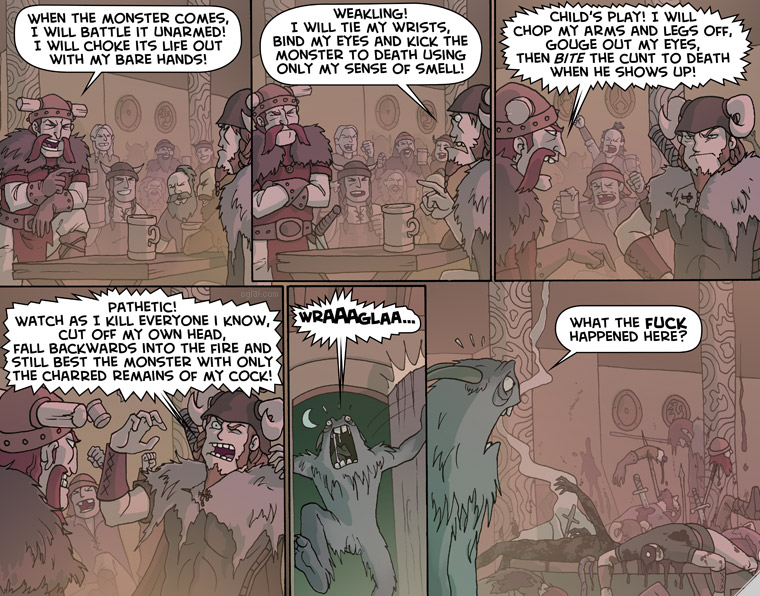 WHEN THE MONSTER COMES,
I WILL BATTLE IT UNARMED!
I WILL CHOKE ITS LIFE OUT
WITH MY BARE HANDS!
WEAKLING!
I WILL TIE MY WRISTS,
BIND MY EYES AND KICK THE
MONSTER TO DEATH USING
ONLY MY SENSE OF SMELL!
CHILD'S PLAY! I WILL
CHOP MY ARMS AND LEGS OFF,
GOUGE OUT MY EYES,
THEN BITE THE CUNT TO DEATH
WHEN HE SHOWS UP!
oglaf.com
PATHETIC!
WATCH AS I KILL EVERYONE I KNOW,
CUT OFF MY OWN HEAD,
FALL BACKWARDS INTO THE FIRE AND
STILL BEST THE MONSTER WITH ONLY
THE CHARRED REMAINS OF MY COCK!
WRAAAGLAA...
WHAT THE FUCK
HAPPENED HERE?